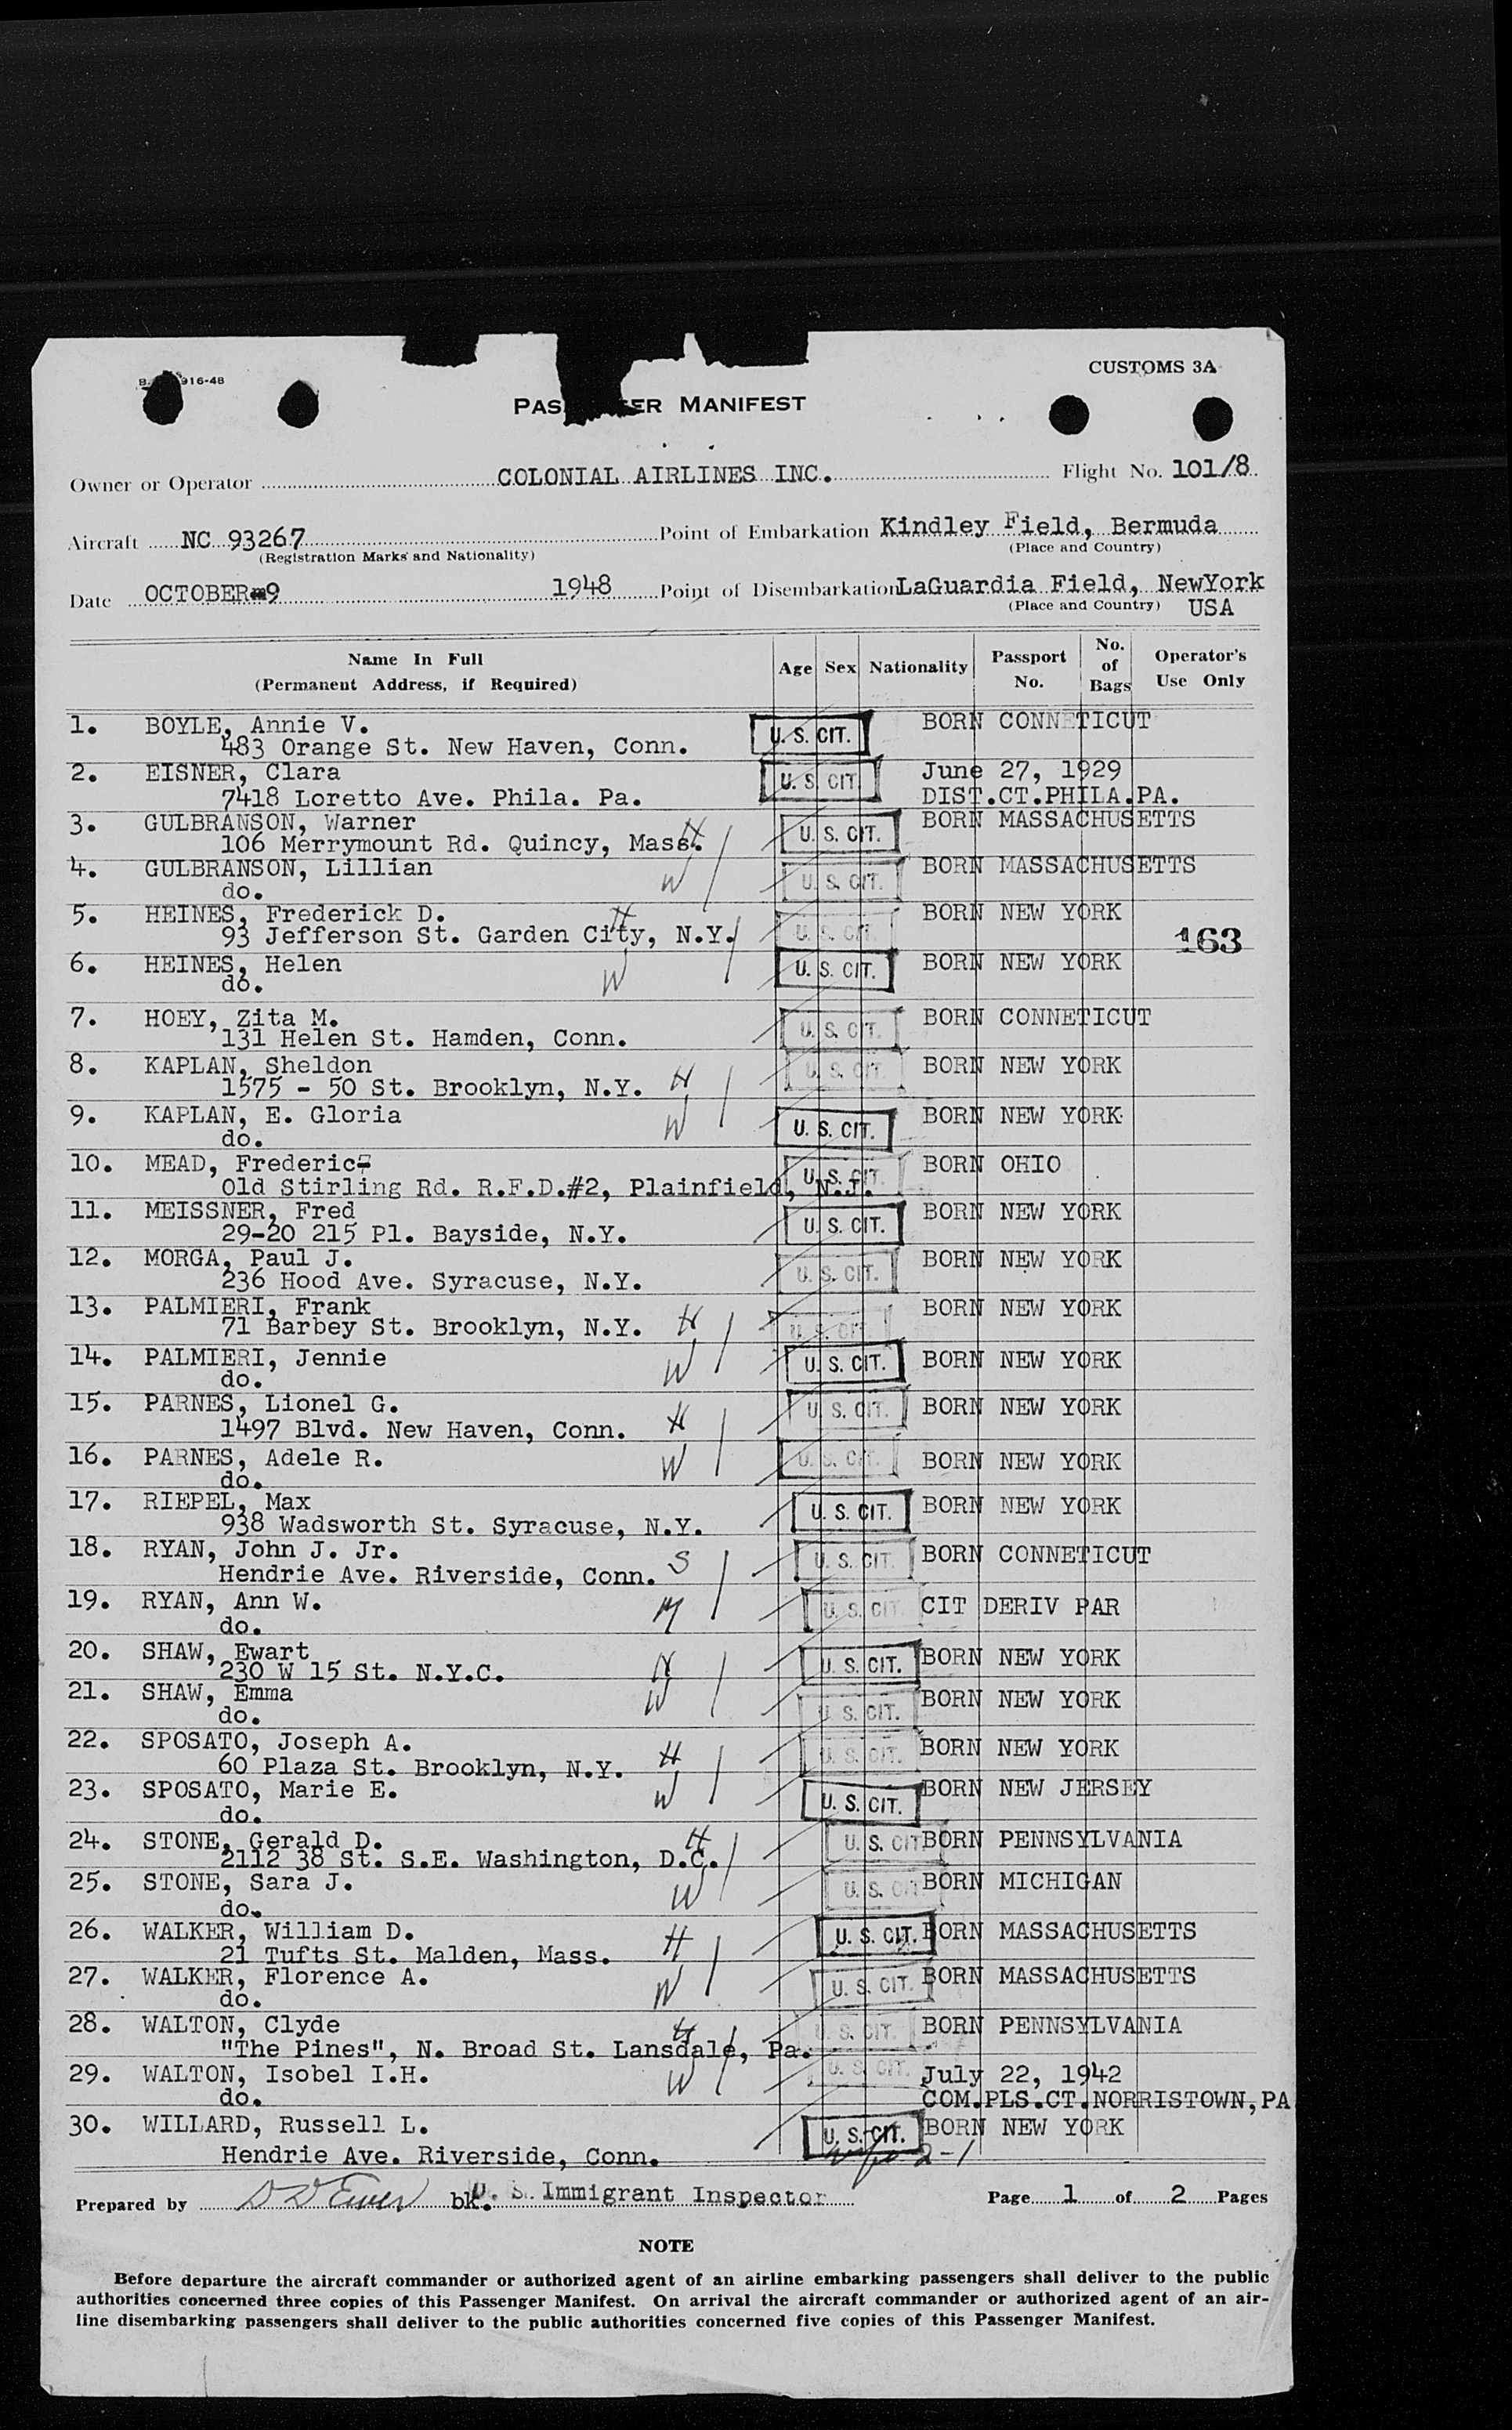 916-48
CUSTOMS 3A
PASSENGER MANIFEST
Owner or Operator COLONIAL AIRLINES INC. Flight No. 101/8
Aircraft NC 93267 Point of Embarkation Kindley Field, Bermuda
(Registration Marks and Nationality) (Place and Country)
Date OCTOBER 9 1948 Point of Disembarkation LaGuardia Field, NewYork
(Place and Country) USA
Name In Full (Permanent Address, if Required) Age Sex Nationality Passport No. No. of Bags Operator's Use Only
1. BOYLE, Annie V. U. S. CIT. BORN CONNETICUT
483 Orange St. New Haven, Conn.
2. EISNER, Clara U. S. CIT. June 27, 1929
7418 Loretto Ave. Phila. Pa. DIST.CT.PHILA.PA.
3. GULBRANSON, Warner U. S. CIT. BORN MASSACHUSETTS
106 Merrymount Rd. Quincy, Mass. H
4. GULBRANSON, Lillian U. S. CIT. BORN MASSACHUSETTS
do. W
5. HEINES, Frederick D. H U. S. CIT. BORN NEW YORK
93 Jefferson St. Garden City, N.Y. 163
6. HEINES, Helen U. S. CIT. BORN NEW YORK
do. W
7. HOEY, Zita M. U. S. CIT. BORN CONNETICUT
131 Helen St. Hamden, Conn.
8. KAPLAN, Sheldon U. S. CIT. BORN NEW YORK
1575 - 50 St. Brooklyn, N.Y. H
9. KAPLAN, E. Gloria U. S. CIT. BORN NEW YORK
do. W
10. MEAD, Frederic U. S. CIT. BORN OHIO
Old Stirling Rd. R.F.D.#2, Plainfield, N.J.
11. MEISSNER, Fred U. S. CIT. BORN NEW YORK
29-20 215 Pl. Bayside, N.Y.
12. MORGA, Paul J. U. S. CIT. BORN NEW YORK
236 Hood Ave. Syracuse, N.Y.
13. PALMIERI, Frank U. S. CIT. BORN NEW YORK
71 Barbey St. Brooklyn, N.Y. H
14. PALMIERI, Jennie U. S. CIT. BORN NEW YORK
do. W
15. PARNES, Lionel G. U. S. CIT. BORN NEW YORK
1497 Blvd. New Haven, Conn. H
16. PARNES, Adele R. U. S. CIT. BORN NEW YORK
do. W
17. RIEPEL, Max U. S. CIT. BORN NEW YORK
938 Wadsworth St. Syracuse, N.Y.
18. RYAN, John J. Jr. U. S. CIT. BORN CONNETICUT
Hendrie Ave. Riverside, Conn. S
19. RYAN, Ann W. U. S. CIT CIT DERIV PAR
do. M
20. SHAW, Ewart U. S. CIT. BORN NEW YORK
230 W 15 St. N.Y.C. H
21. SHAW, Emma U. S. CIT. BORN NEW YORK
do. W
22. SPOSATO, Joseph A. U. S. CIT. BORN NEW YORK
60 Plaza St. Brooklyn, N.Y. H
23. SPOSATO, Marie E. U. S. CIT. BORN NEW JERSEY
do. W
24. STONE, Gerald D. H U. S. CIT BORN PENNSYLVANIA
2112 38 St. S.E. Washington, D.C.
25. STONE, Sara J. U. S. CIT BORN MICHIGAN
do. W
26. WALKER, William D. H U. S. CIT. BORN MASSACHUSETTS
21 Tufts St. Malden, Mass.
27. WALKER, Florence A. U. S. CIT. BORN MASSACHUSETTS
do. W
28. WALTON, Clyde H U. S. CIT. BORN PENNSYLVANIA
"The Pines", N. Broad St. Lansdale, Pa.
29. WALTON, Isobel I.H. W U. S. CIT. July 22, 1942
do. COM.PLS.CT.NORRISTOWN,PA
30. WILLARD, Russell L. U. S. CIT. BORN NEW YORK
Hendrie Ave. Riverside, Conn. 2-1
Prepared by bk. U. S. Immigrant Inspector Page 1 of 2 Pages
NOTE
Before departure the aircraft commander or authorized agent of an airline embarking passengers shall deliver to the public
authorities concerned three copies of this Passenger Manifest. On arrival the aircraft commander or authorized agent of an air-
line disembarking passengers shall deliver to the public authorities concerned five copies of this Passenger Manifest.